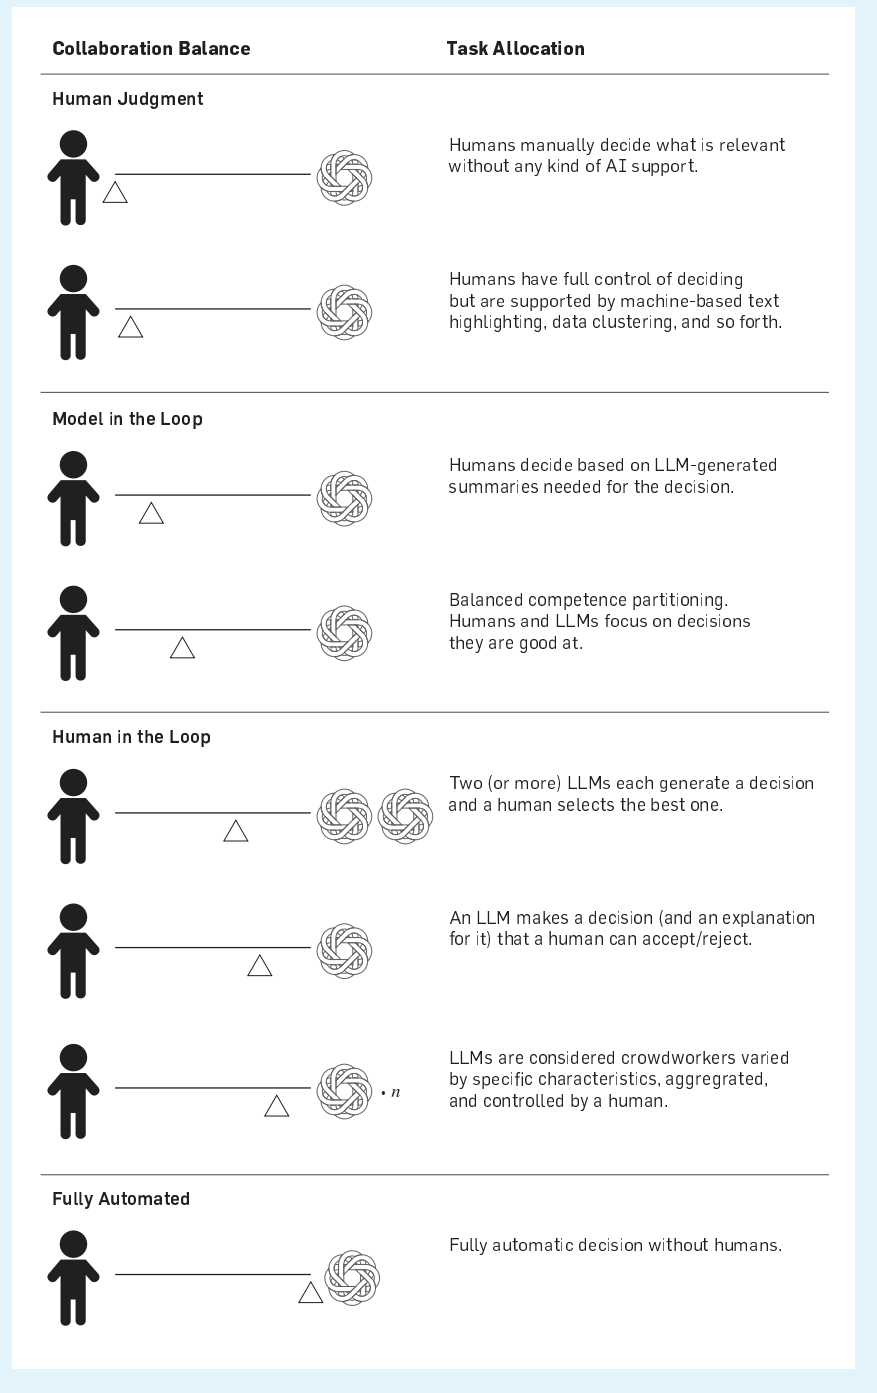 Collaboration Balance
Task Allocation
Human Judgment
Humans manually decide what is relevant
without any kind of AI support.
Humans have full control of deciding
but are supported by machine-based text
highlighting, data clustering, and so forth.
Model in the Loop
Humans decide based on LLM-generated
summaries needed for the decision.
Balanced competence partitioning.
Humans and LLMs focus on decisions
they are good at.
Human in the Loop
Two (or more) LLMs each generate a decision
and a human selects the best one.
An LLM makes a decision (and an explanation
for it) that a human can accept/reject.
· n
LLMs are considered crowdworkers varied
by specific characteristics, aggregrated,
and controlled by a human.
Fully Automated
Fully automatic decision without humans.